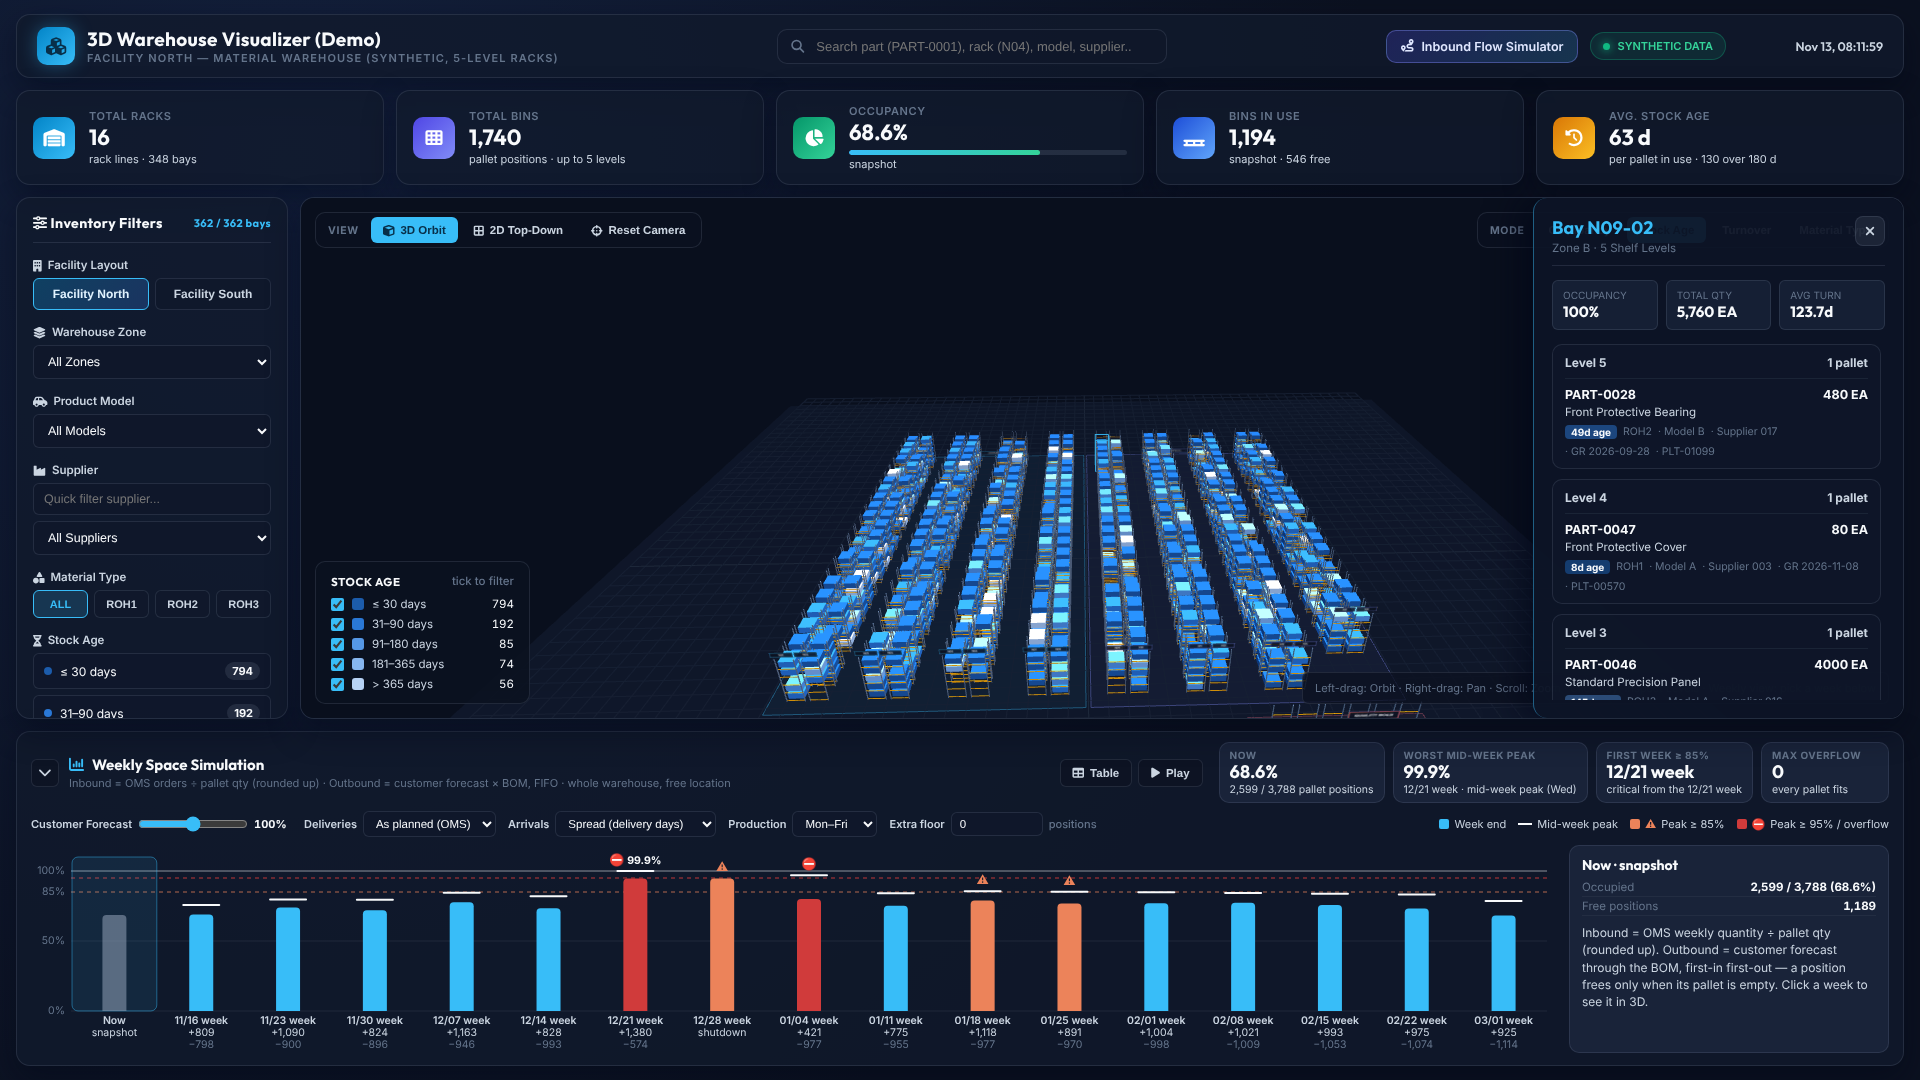 3D Warehouse Visualizer (Demo)
FACILITY NORTH — MATERIAL WAREHOUSE (SYNTHETIC, 5-LEVEL RACKS)
Search part (PART-0001), rack (N04), model, supplier..
Inbound Flow Simulator
SYNTHETIC DATA
Nov 13, 08:11:59
TOTAL RACKS
16
rack lines · 348 bays
TOTAL BINS
1,740
pallet positions · up to 5 levels
OCCUPANCY
68.6%
snapshot
BINS IN USE
1,194
snapshot · 546 free
AVG. STOCK AGE
63 d
per pallet in use · 130 over 180 d
Inventory Filters
362 / 362 bays
Facility Layout
Facility North
Facility South
Warehouse Zone
All Zones
Product Model
All Models
Supplier
Quick filter supplier...
All Suppliers
Material Type
ALL
ROH1
ROH2
ROH3
Stock Age
≤ 30 days
794
31–90 days
192
VIEW
3D Orbit
2D Top-Down
Reset Camera
MODE
Turnover
STOCK AGE
tick to filter
≤ 30 days 794
31–90 days 192
91–180 days 85
181–365 days 74
> 365 days 56
Left-drag: Orbit · Right-drag: Pan · Scroll:
Bay N09-02
Zone B · 5 Shelf Levels
OCCUPANCY
100%
TOTAL QTY
5,760 EA
AVG TURN
123.7d
Level 5
1 pallet
PART-0028
480 EA
Front Protective Bearing
49d age ROH2 · Model B · Supplier 017
· GR 2026-09-28 · PLT-01099
Level 4
1 pallet
PART-0047
80 EA
Front Protective Cover
8d age ROH1 · Model A · Supplier 003 · GR 2026-11-08
· PLT-00570
Level 3
1 pallet
PART-0046
4000 EA
Standard Precision Panel
Weekly Space Simulation
Inbound = OMS orders ÷ pallet qty (rounded up) · Outbound = customer forecast × BOM, FIFO · whole warehouse, free location
Table
Play
NOW
68.6%
2,599 / 3,788 pallet positions
WORST MID-WEEK PEAK
99.9%
12/21 week · mid-week peak (Wed)
FIRST WEEK ≥ 85%
12/21 week
critical from the 12/21 week
MAX OVERFLOW
0
every pallet fits
Customer Forecast
100%
Deliveries
As planned (OMS)
Arrivals
Spread (delivery days)
Production
Mon–Fri
Extra floor
0
positions
Week end
Mid-week peak
Peak ≥ 85%
Peak ≥ 95% / overflow
100%
85%
50%
0%
99.9%
Now
snapshot
11/16 week
+809
−798
11/23 week
+1,090
−900
11/30 week
+824
−896
12/07 week
+1,163
−946
12/14 week
+828
−993
12/21 week
+1,380
−574
12/28 week
shutdown
01/04 week
+421
−977
01/11 week
+775
−955
01/18 week
+1,118
−977
01/25 week
+891
−970
02/01 week
+1,004
−998
02/08 week
+1,021
−1,009
02/15 week
+993
−1,053
02/22 week
+975
−1,074
03/01 week
+925
−1,114
Now · snapshot
Occupied
2,599 / 3,788 (68.6%)
Free positions
1,189
Inbound = OMS weekly quantity ÷ pallet qty
(rounded up). Outbound = customer forecast
through the BOM, first-in first-out — a position
frees only when its pallet is empty. Click a week to
see it in 3D.